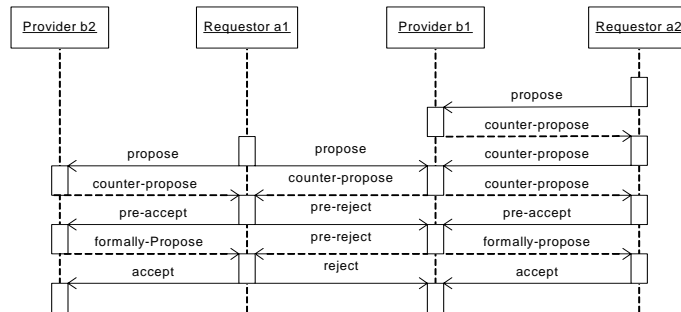 Provider b2
Requestor a1
Provider b1
Requestor a2
propose
counter-propose
propose
propose
counter-propose
counter-propose
counter-propose
counter-propose
pre-accept
pre-reject
pre-accept
formally-Propose
pre-reject
formally-propose
accept
reject
accept